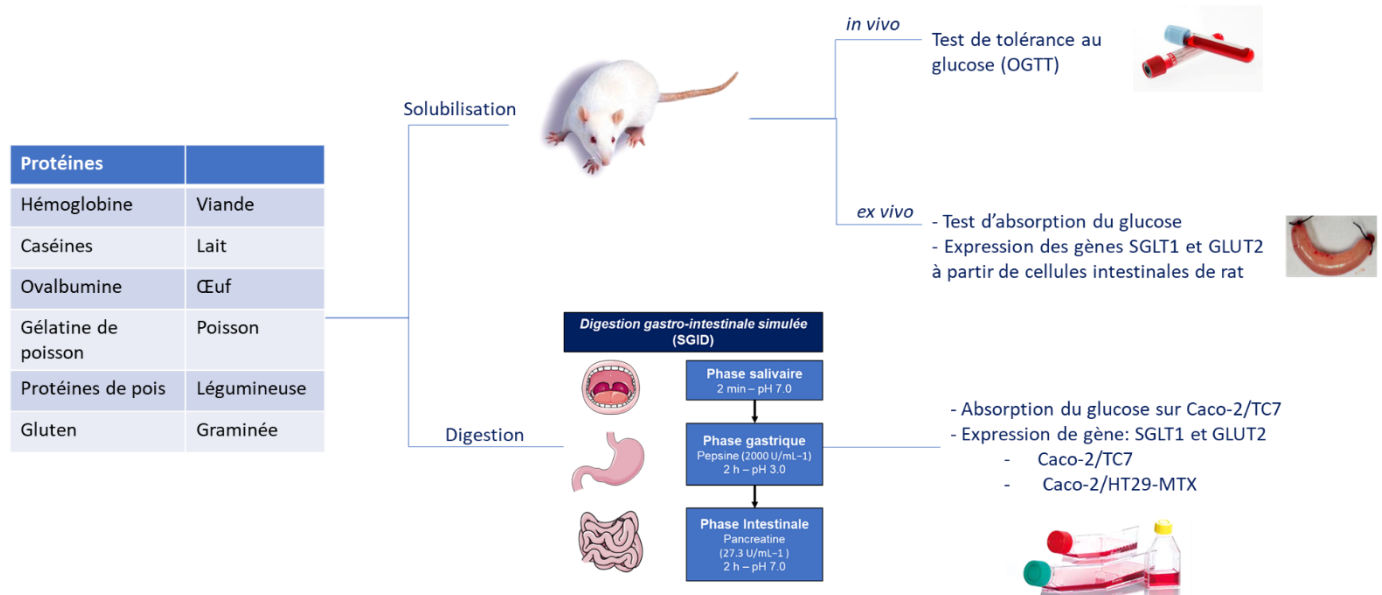 Protéines
Hémoglobine Viande
Caséines Lait
Ovalbumine Œuf
Gélatine de
poisson Poisson
Protéines de pois Légumineuse
Gluten Graminée
Solubilisation
in vivo
Test de tolérance au
glucose (OGTT)
ex vivo
- Test d’absorption du glucose
- Expression des gènes SGLT1 et GLUT2
à partir de cellules intestinales de rat
Digestion
Digestion gastro-intestinale simulée
(SGID)
Phase salivaire
2 min – pH 7.0
Phase gastrique
Pepsine (2000 U/mL–1)
2 h – pH 3.0
Phase Intestinale
Pancreatine
(27.3 U/mL–1 )
2 h – pH 7.0
- Absorption du glucose sur Caco-2/TC7
- Expression de gène: SGLT1 et GLUT2
- Caco-2/TC7
- Caco-2/HT29-MTX